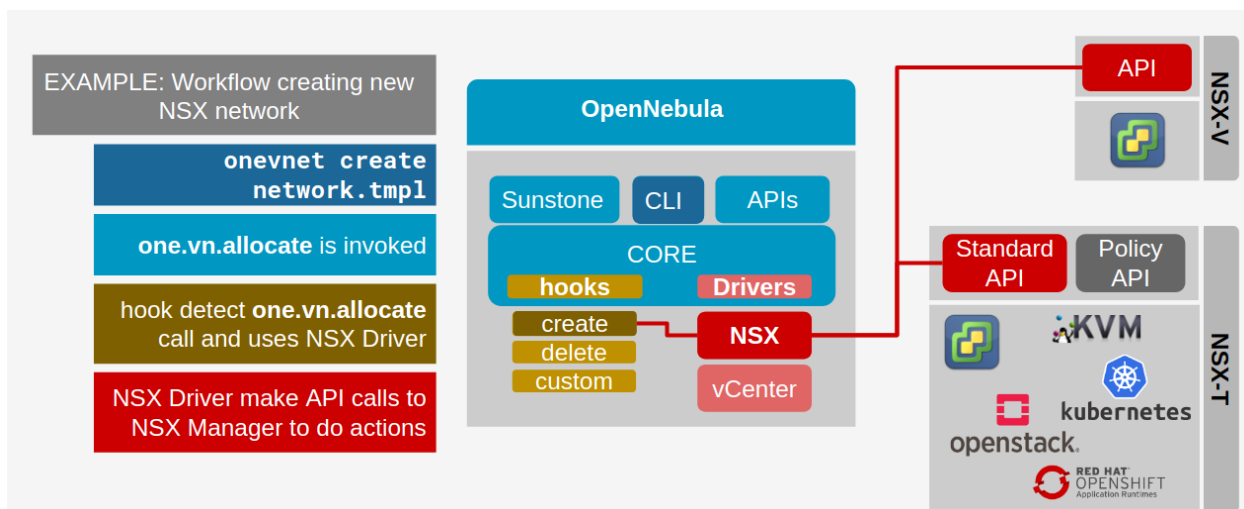 EXAMPLE: Workflow creating new
NSX network
onevnet create
network.tmpl
one.vn.allocate is invoked
hook detect one.vn.allocate
call and uses NSX Driver
NSX Driver make API calls to
NSX Manager to do actions
OpenNebula
Sunstone
CLI
APIs
CORE
hooks
Drivers
create
delete
custom
NSX
vCenter
API
NSX-V
Standard
API
Policy
API
KVM
kubernetes
openstack.
RED HAT
OPENSHIFT
Application Runtimes
NSX-T